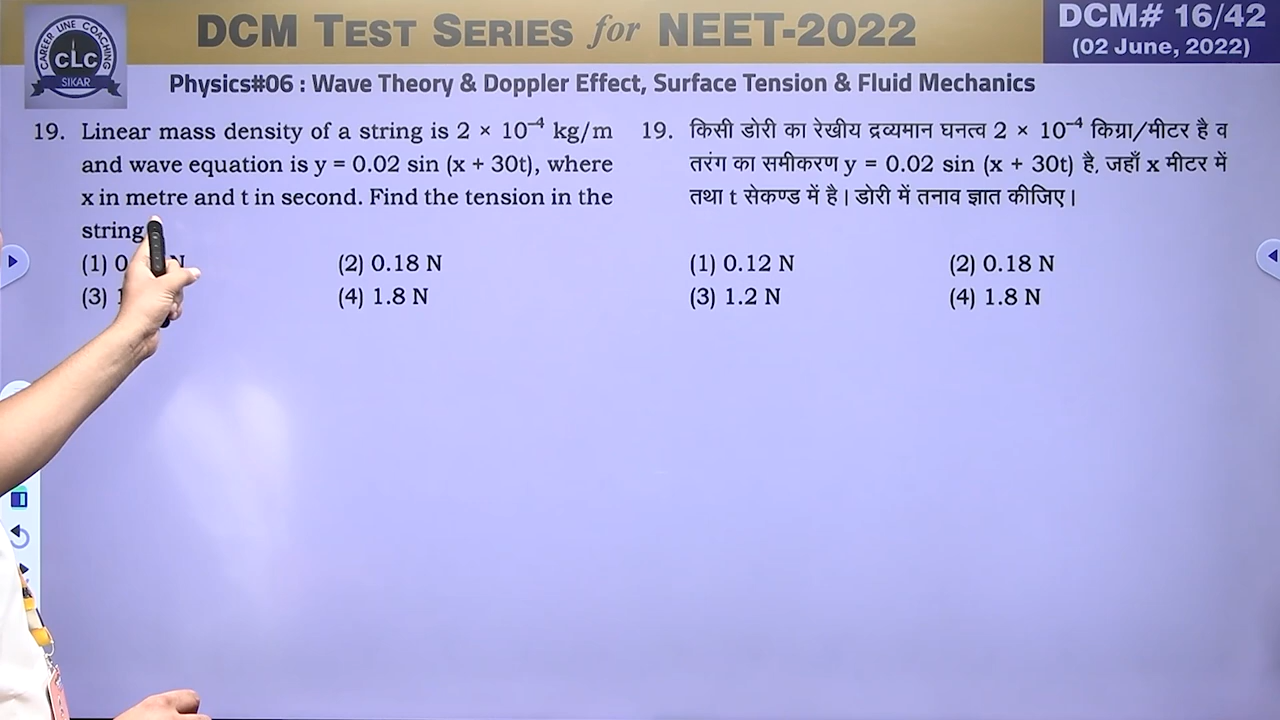 DCM TEST SERIES for NEET-2022
DCM# 16/42
(02 June, 2022)
CAREER LINE COACHING
CLC
SIKAR
Physics#06 : Wave Theory & Doppler Effect, Surface Tension & Fluid Mechanics
19. Linear mass density of a string is 2 × 10⁻⁴ kg/m
and wave equation is y = 0.02 sin (x + 30t), where
x in metre and t in second. Find the tension in the
string
(1) 0 N (2) 0.18 N
(3) 1 (4) 1.8 N
19. किसी डोरी का रेखीय द्रव्यमान घनत्व 2 × 10⁻⁴ किग्रा/मीटर है व
तरंग का समीकरण y = 0.02 sin (x + 30t) है, जहाँ x मीटर में
तथा t सेकण्ड में है। डोरी में तनाव ज्ञात कीजिए।
(1) 0.12 N (2) 0.18 N
(3) 1.2 N (4) 1.8 N